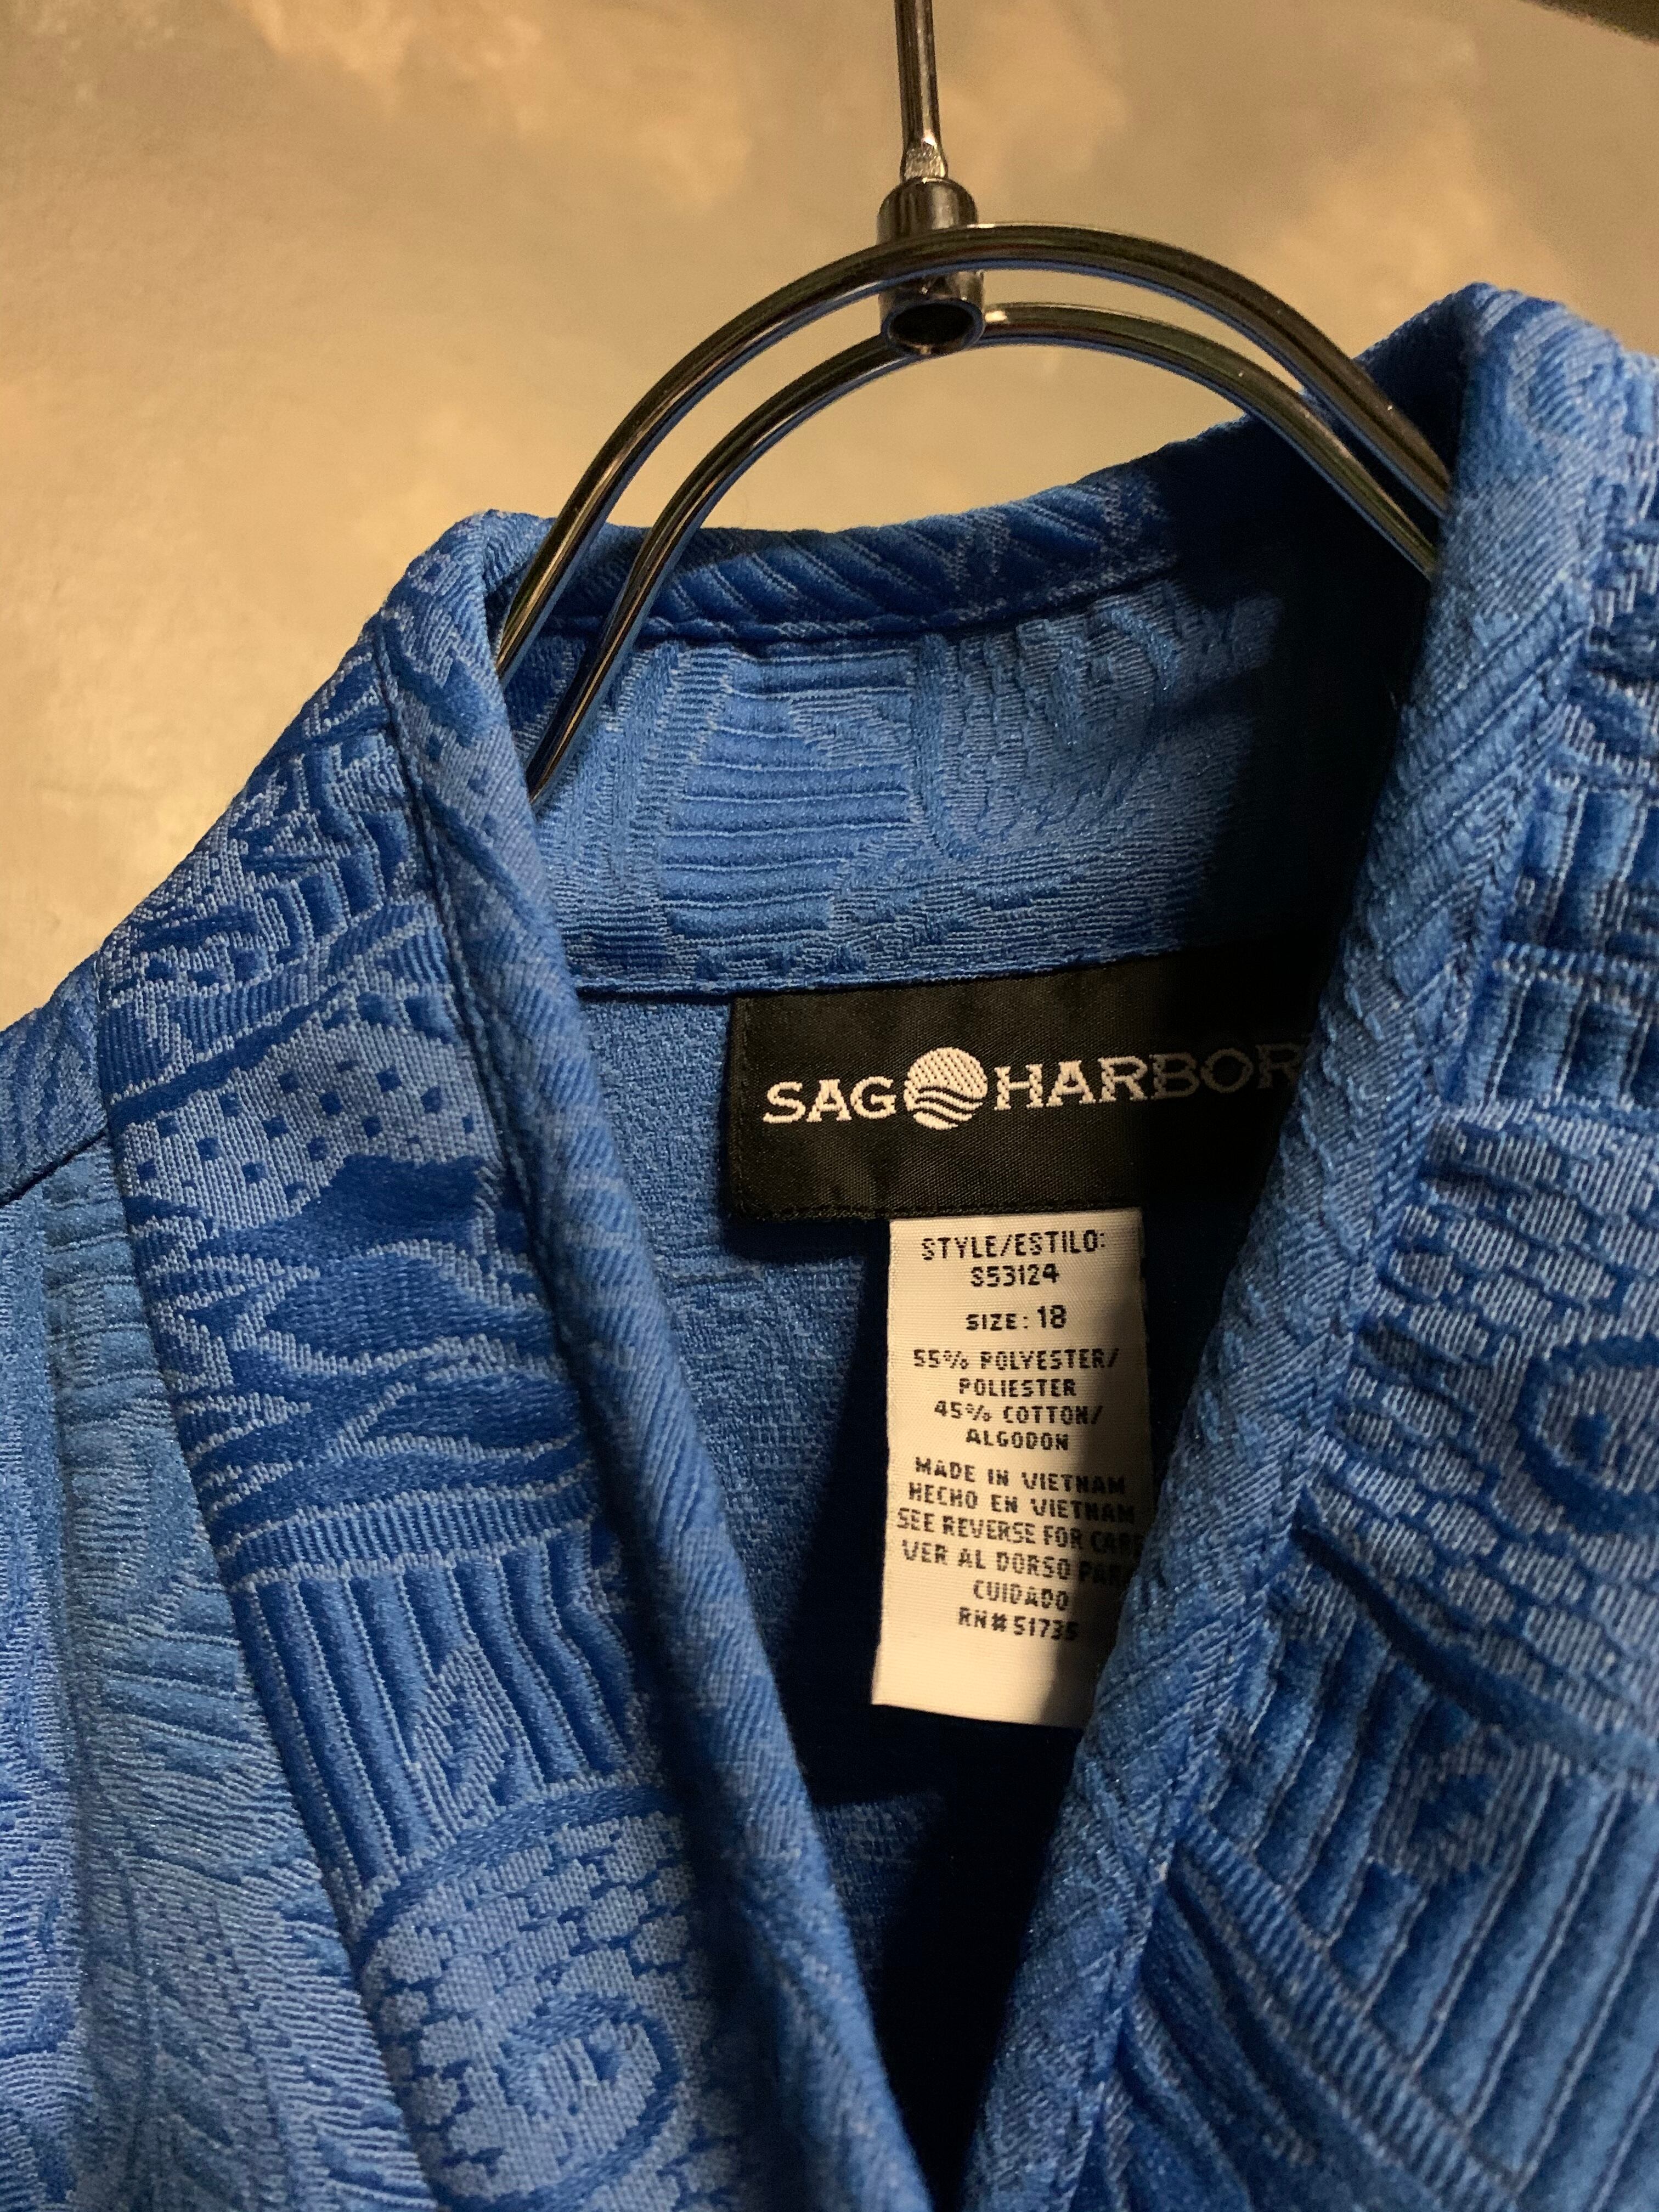 SAG HARBOR
STYLE/ESTILO:
S53124
SIZE: 18
55% POLYESTER/
POLIESTER
45% COTTON/
ALGODON
MADE IN VIETNAM
HECHO EN VIETNAM
SEE REVERSE FOR CARE
VER AL DORSO PARA
CUIDADO
RN# 51735